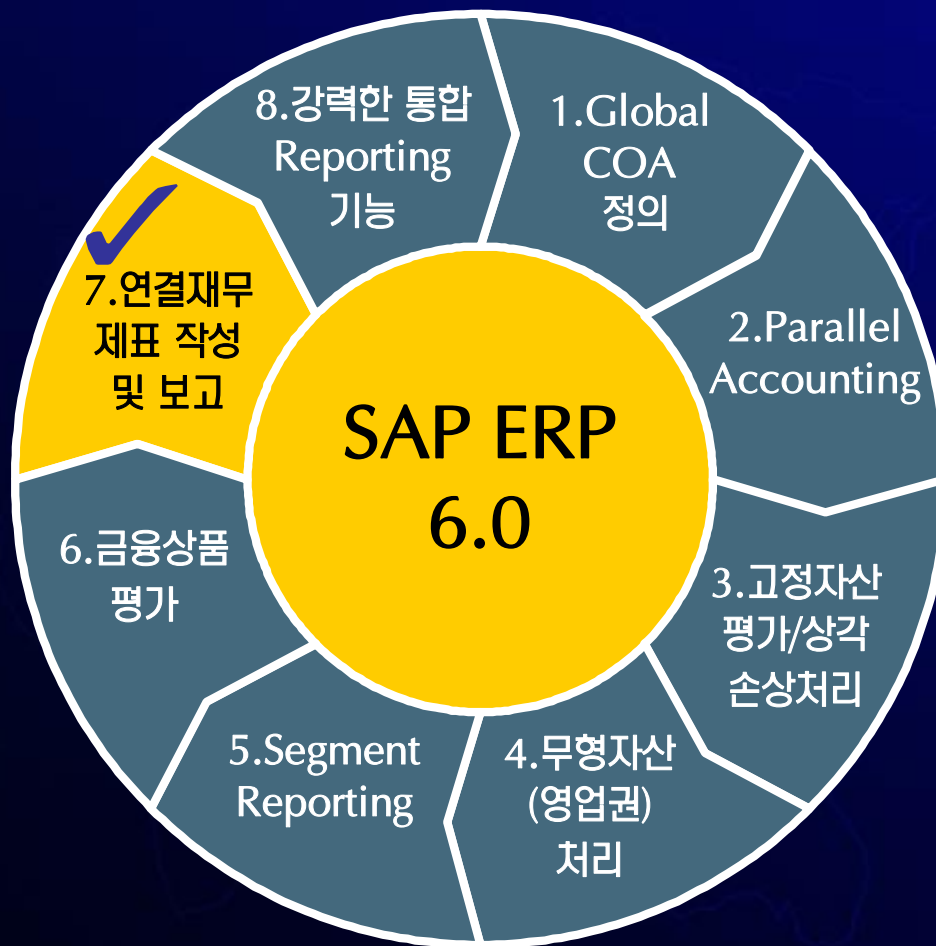 SAP ERP
6.0
1.Global
COA
정의
2.Parallel
Accounting
3.고정자산
평가/상각
손상처리
4.무형자산
(영업권)
처리
5.Segment
Reporting
6.금융상품
평가
7.연결재무
제표 작성
및 보고
8.강력한 통합
Reporting
기능